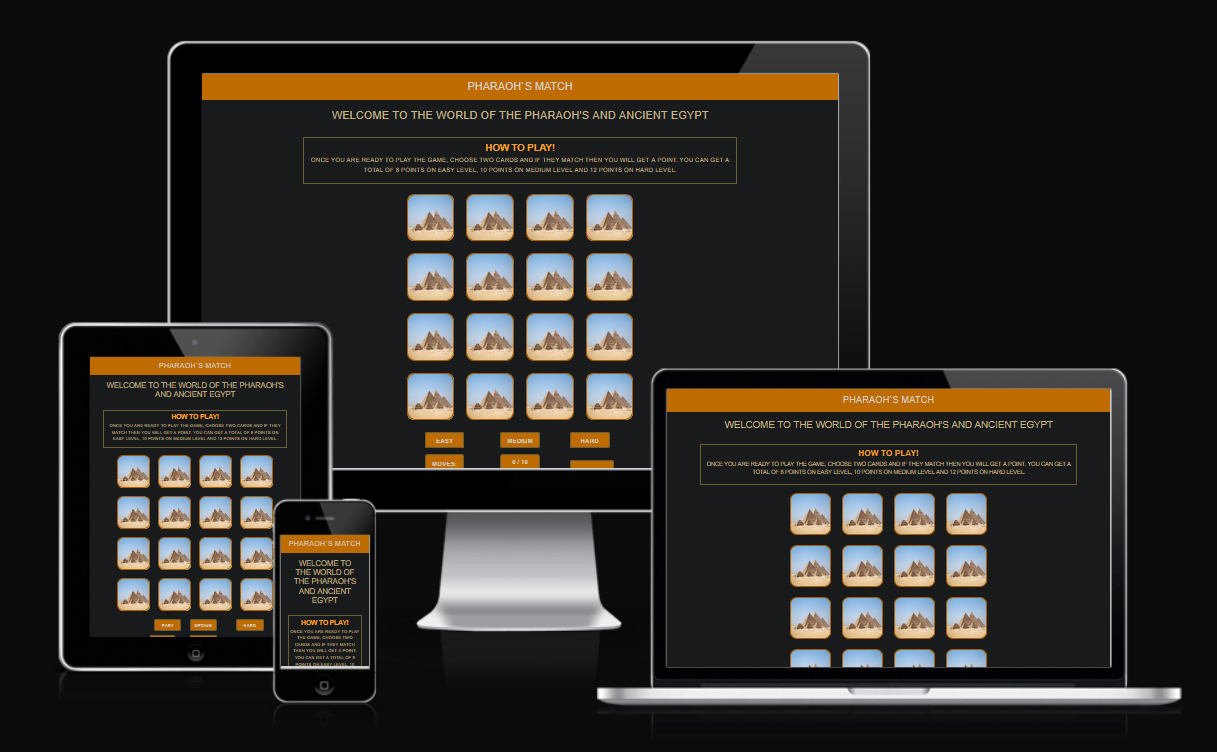 PHARAOH`S MATCH
WELCOME TO THE WORLD OF THE PHARAOH'S AND ANCIENT EGYPT
HOW TO PLAY!
ONCE YOU ARE READY TO PLAY THE GAME, CHOOSE TWO CARDS AND IF THEY MATCH THEN YOU WILL GET A POINT. YOU CAN GET A
TOTAL OF 8 POINTS ON EASY LEVEL, 10 POINTS ON MEDIUM LEVEL AND 12 POINTS ON HARD LEVEL.
EASY MEDIUM HARD
MOVES: 0 / 10
PHARAOH`S MATCH
WELCOME TO THE WORLD OF THE PHARAOH'S
AND ANCIENT EGYPT
HOW TO PLAY!
ONCE YOU ARE READY TO PLAY THE GAME, CHOOSE TWO CARDS AND IF THEY
MATCH THEN YOU WILL GET A POINT. YOU CAN GET A TOTAL OF 8 POINTS ON
EASY LEVEL, 10 POINTS ON MEDIUM LEVEL AND 12 POINTS ON HARD LEVEL.
EASY MEDIUM HARD
PHARAOH`S MATCH
WELCOME TO
THE WORLD OF
THE PHARAOH'S
AND ANCIENT
EGYPT
HOW TO PLAY!
ONCE YOU ARE READY TO PLAY
THE GAME, CHOOSE TWO
CARDS AND IF THEY MATCH
THEN YOU WILL GET A POINT.
YOU CAN GET A TOTAL OF 8
POINTS ON EASY LEVEL, 10
PHARAOH`S MATCH
WELCOME TO THE WORLD OF THE PHARAOH'S AND ANCIENT EGYPT
HOW TO PLAY!
ONCE YOU ARE READY TO PLAY THE GAME, CHOOSE TWO CARDS AND IF THEY MATCH THEN YOU WILL GET A POINT. YOU CAN GET A
TOTAL OF 8 POINTS ON EASY LEVEL, 10 POINTS ON MEDIUM LEVEL AND 12 POINTS ON HARD LEVEL.